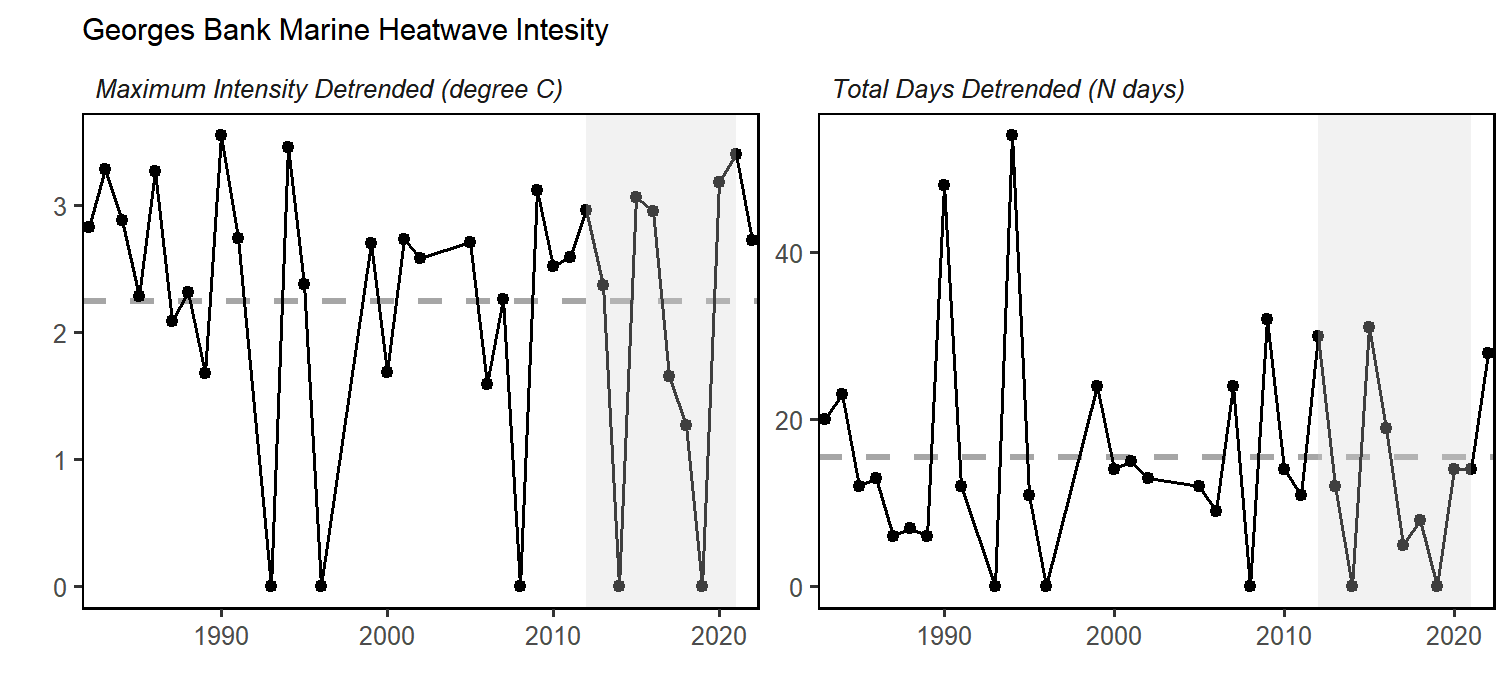 Georges Bank Marine Heatwave Intesity
Maximum Intensity Detrended (degree C)
3
2
1
0
1990 2000 2010 2020
Total Days Detrended (N days)
40
20
0
1990 2000 2010 2020